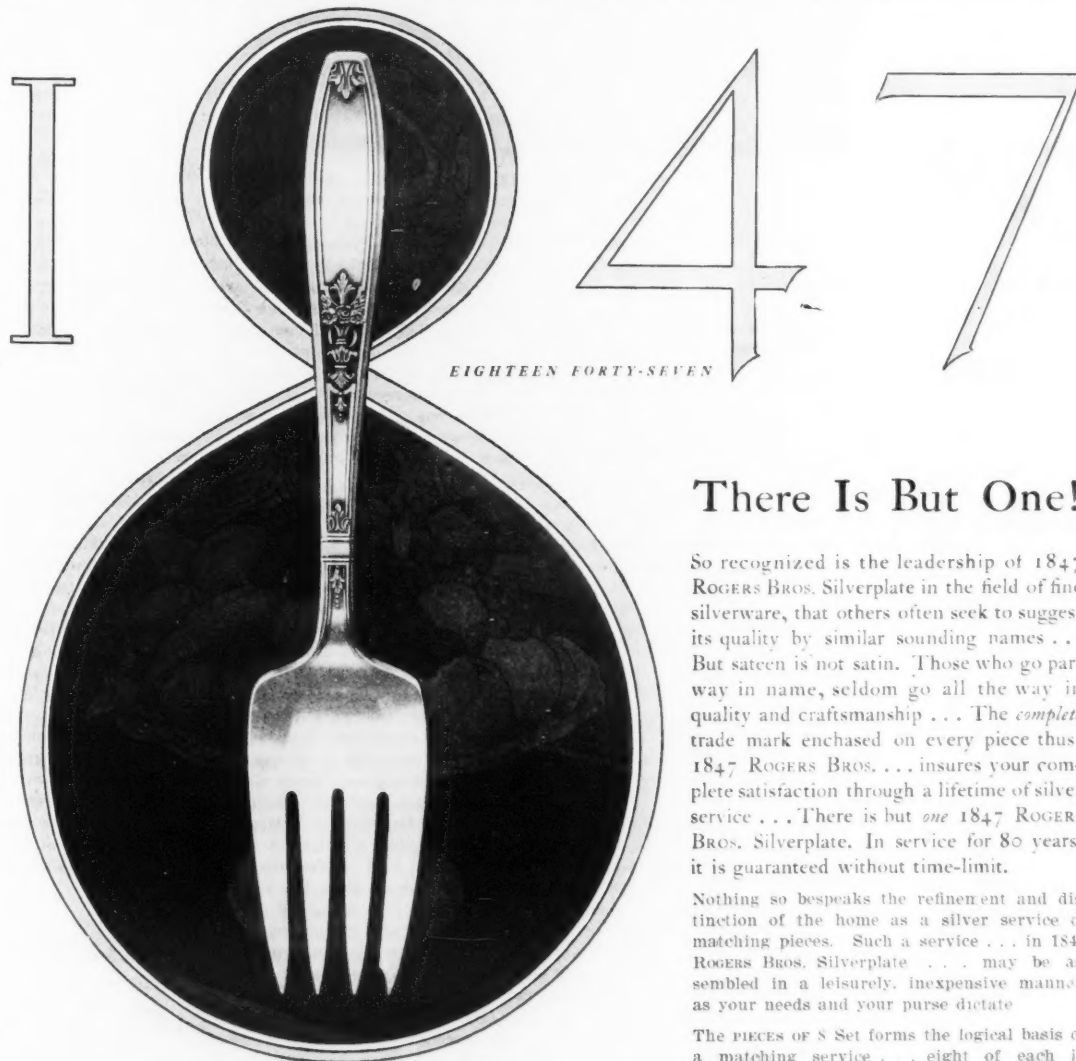 1847
EIGHTEEN FORTY-SEVEN
There Is But One!
So recognized is the leadership of 1847
ROGERS BROS. Silverplate in the field of fine
silverware, that others often seek to sugges
its quality by similar sounding names . .
But sateen is not satin. Those who go par
way in name, seldom go all the way in
quality and craftsmanship . . . The complet
trade mark enchased on every piece thus
1847 ROGERS BROS. . . . insures your com-
plete satisfaction through a lifetime of silve
service . . . There is but one 1847 ROGER
BROS. Silverplate. In service for 80 years
it is guaranteed without time-limit.
Nothing so bespeaks the refinement and dis
tinction of the home as a silver service o
matching pieces. Such a service . . . in 184
ROGERS BROS. Silverplate . . . may be as
sembled in a leisurely, inexpensive manne
as your needs and your purse dictate
The PIECES OF 8 Set forms the logical basis o
a matching service . . . eight of each i